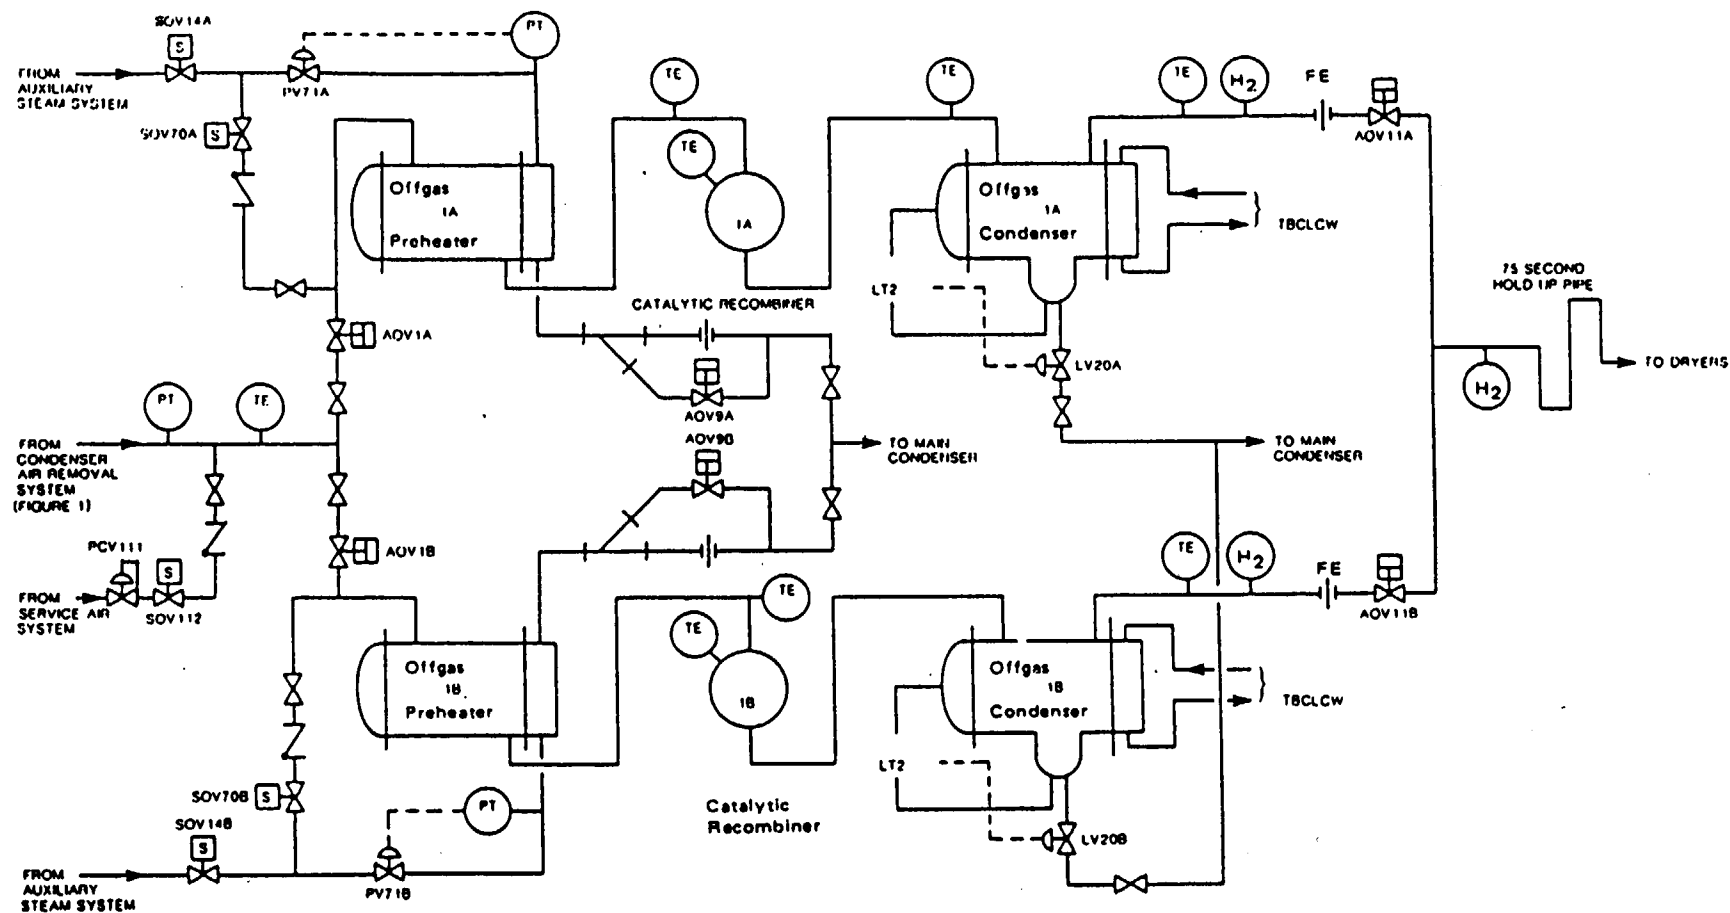 SOV14A
S
PT
FROM
AUXILIARY
STEAM SYSTEM
PV71A
TE
TE
TE
H2
FE
AOV11A
SOV70A
S
TE
Offgas
1A
Preheater
1A
Offgas
1A
Condenser
TBCLCW
75 SECOND
HOLD UP PIPE
LT2
CATALYTIC RECOMBINER
AOV1A
LV20A
TO DRYERS
H2
PT
TE
AOV9A
AOV9B
FROM
CONDENSER
AIR REMOVAL
SYSTEM
(FIGURE 1)
TO MAIN
CONDENSER
TO MAIN
CONDENSER
PCV111
S
AOV1B
TE
H2
FE
FROM
SERVICE AIR
SYSTEM
SOV112
TE
AOV11B
TE
Offgas
1B
Preheater
1B
Offgas
1B
Condenser
TBCLCW
LT2
SOV70B
S
PT
Catalytic
Recombiner
SOV14B
S
LV20B
FROM
AUXILIARY
STEAM SYSTEM
PV71B